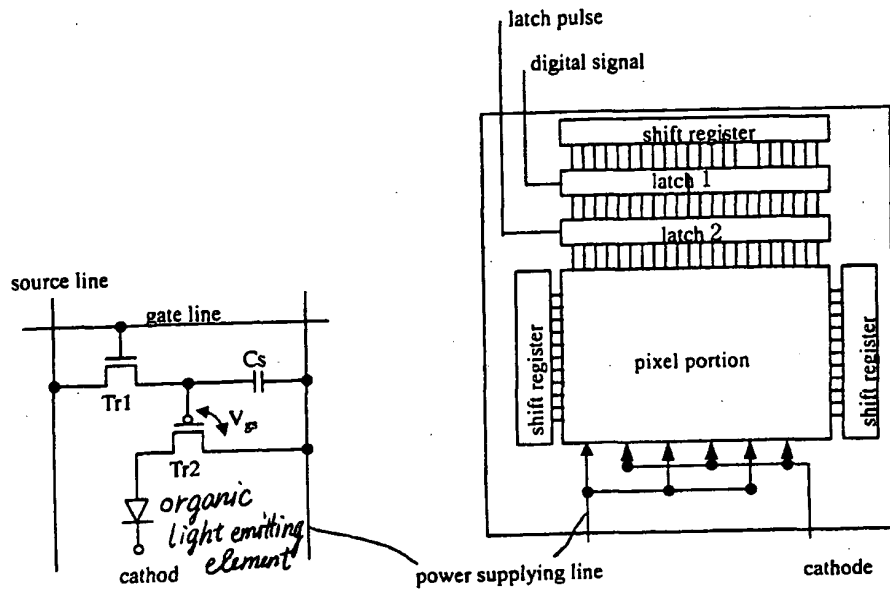 latch pulse
digital signal
shift register
latch 1
latch 2
source line
gate line
Cs
Tr1
Vgs
Tr2
organic
light emitting
element
cathod
shift register
pixel portion
shift register
power supplying line
cathode